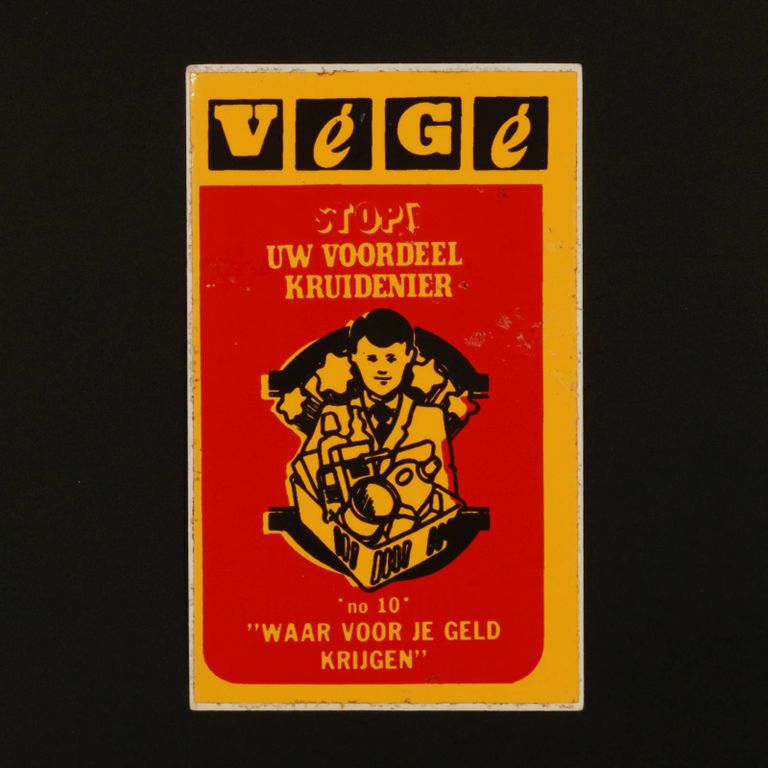 VéGé
STOP!
UW VOORDEEL
KRUIDENIER
"no 10"
"WAAR VOOR JE GELD
KRIJGEN"